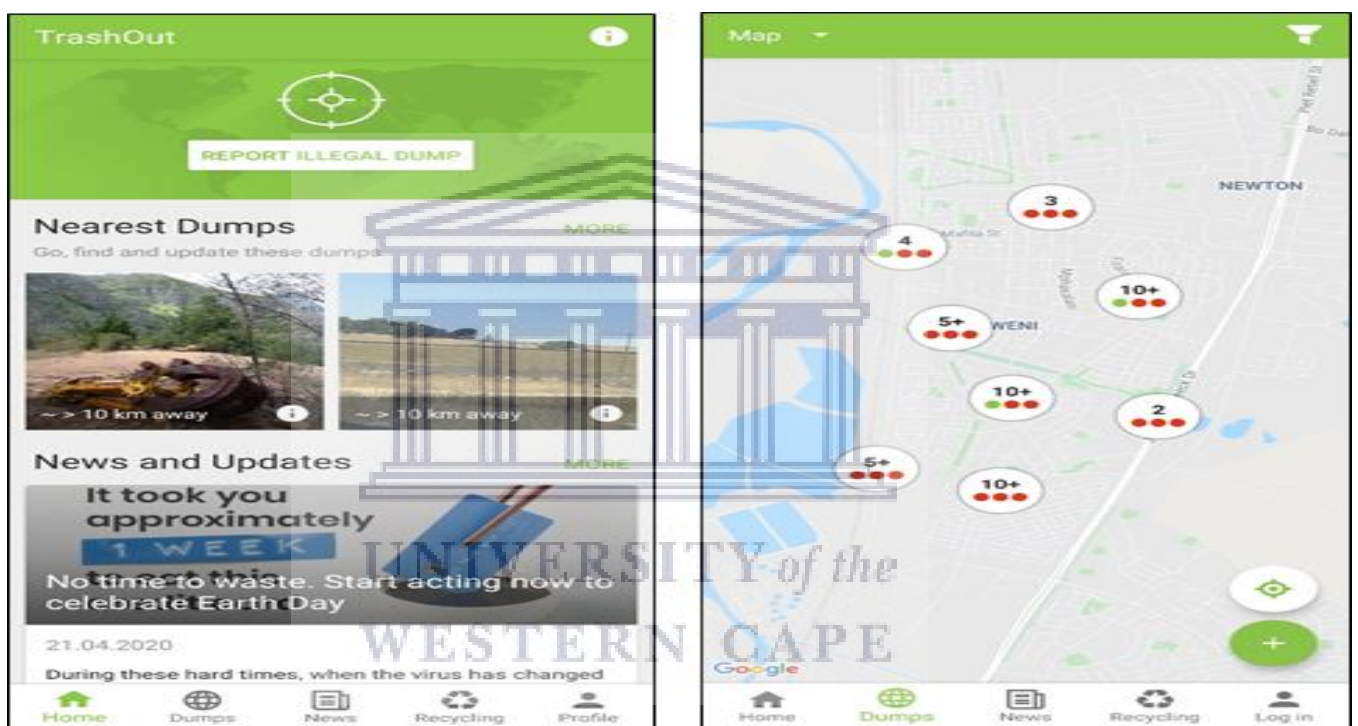 TrashOut
REPORT ILLEGAL DUMP
Nearest Dumps
MORE
Go, find and update these dumps
~ > 10 km away
~ > 10 km away
News and Updates
MORE
It took you
approximately
1 WEEK
No time to waste. Start acting now to
celebrate Earth Day
21.04.2020
During these hard times, when the virus has changed
Home
Dumps
News
Recycling
Profile
Map
Bo Da
NEWTON
3
4
10+
5+
WENI
10+
2
5+
10+
Google
Home
Dumps
News
Recycling
Log in
UNIVERSITY of the
WESTERN CAPE